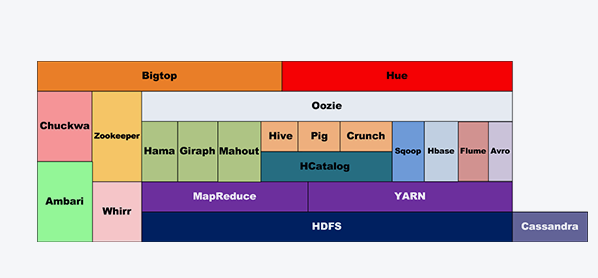 Bigtop
Hue
Chuckwa
Zookeeper
Oozie
Hama
Giraph
Mahout
Hive
Pig
Crunch
HCatalog
Sqoop
Hbase
Flume
Avro
Ambari
Whirr
MapReduce
YARN
HDFS
Cassandra